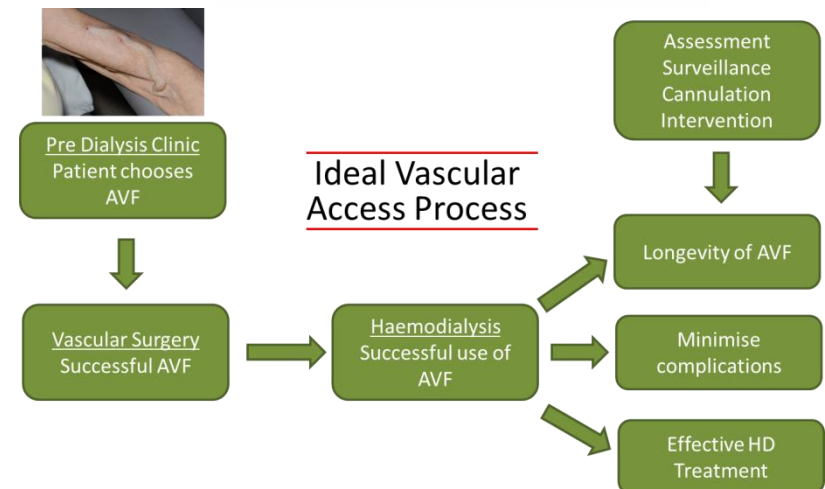 Pre Dialysis Clinic
Patient chooses
AVF
Vascular Surgery
Successful AVF
Ideal Vascular
Access Process
Haemodialysis
Successful use of
AVF
Assessment
Surveillance
Cannulation
Intervention
Longevity of AVF
Minimise
complications
Effective HD
Treatment